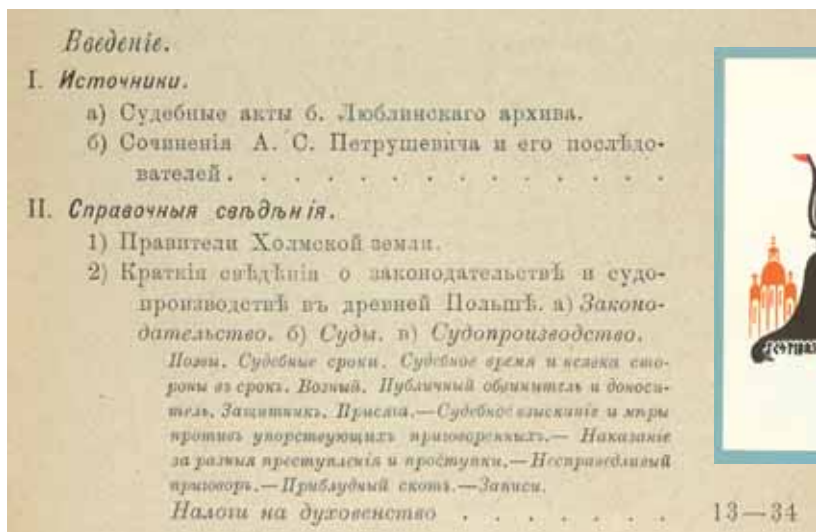 Введеніе.
I. Источники.
а) Судебные акты б. Люблинскаго архива.
б) Сочиненія А. С. Петрушевича и его послѣдо-
вателей . . . . . . . . . . . . . .
II. Справочныя свѣдѣнія.
1) Правители Холмской земли.
2) Краткія свѣдѣнія о законодательствѣ и судо-
производствѣ въ древней Польшѣ. а) Законо-
дательство. б) Суды. в) Судопроизводство.
Позвы. Судебные сроки. Судебное время и неявка сто-
роны въ срокъ. Возный. Публичный обвинитель и доноси-
тель. Защитникъ. Присяга.—Судебное взысканіе и мѣры
противъ упорствующихъ приговоренныхъ.— Наказаніе
за разныя преступленія и проступки.—Несправедливый
приговоръ.—Приблудный скотъ.—Записи.
Налоги на духовенство . . . . . . . 13—34